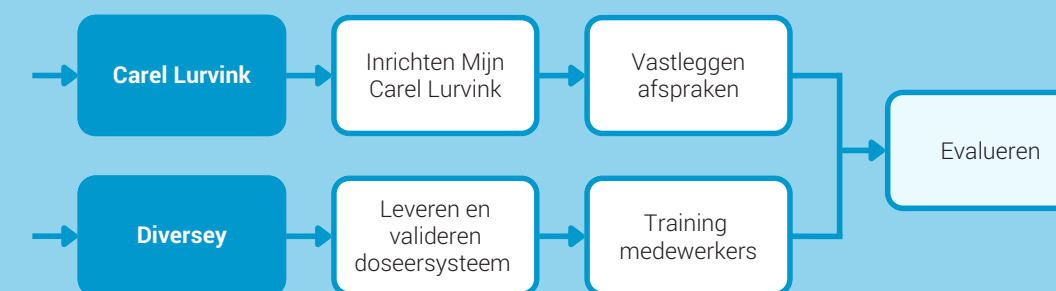 Carel Lurvink
Inrichten Mijn
Carel Lurvink
Vastleggen
afspraken
Evalueren
Diversey
Leveren en
valideren
doseersysteem
Training
medewerkers